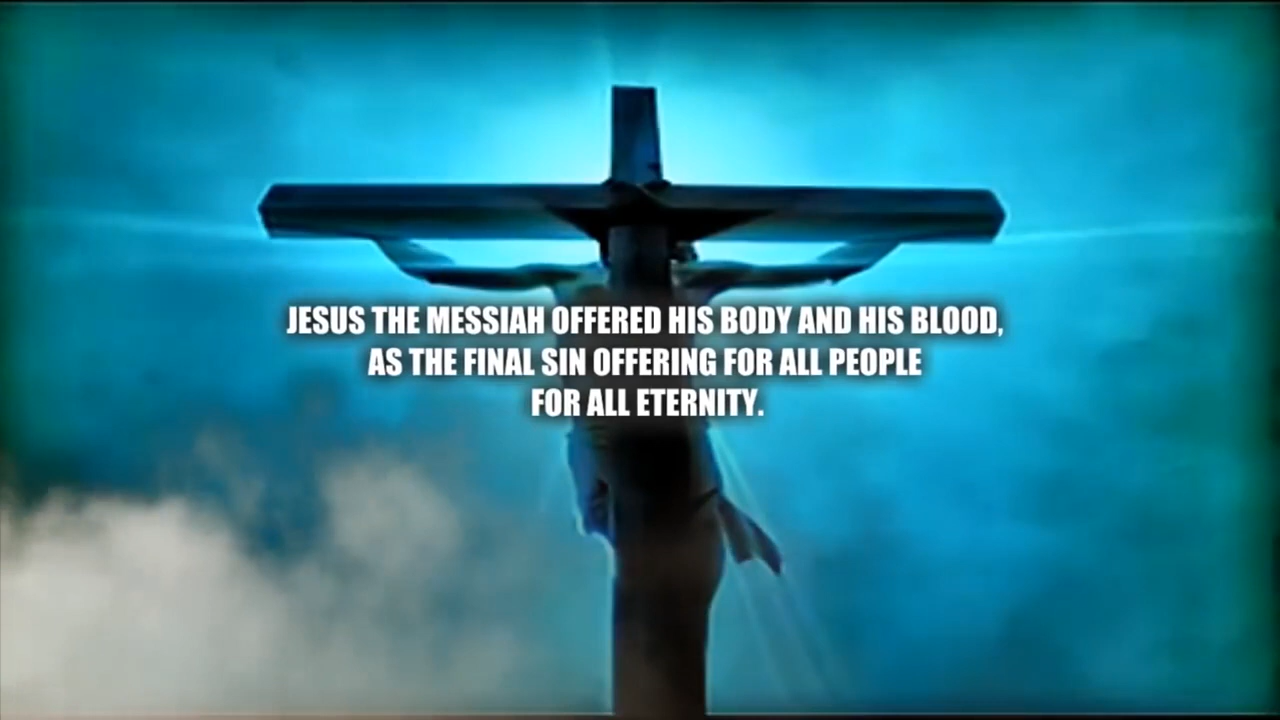 JESUS THE MESSIAH OFFERED HIS BODY AND HIS BLOOD,
AS THE FINAL SIN OFFERING FOR ALL PEOPLE
FOR ALL ETERNITY.